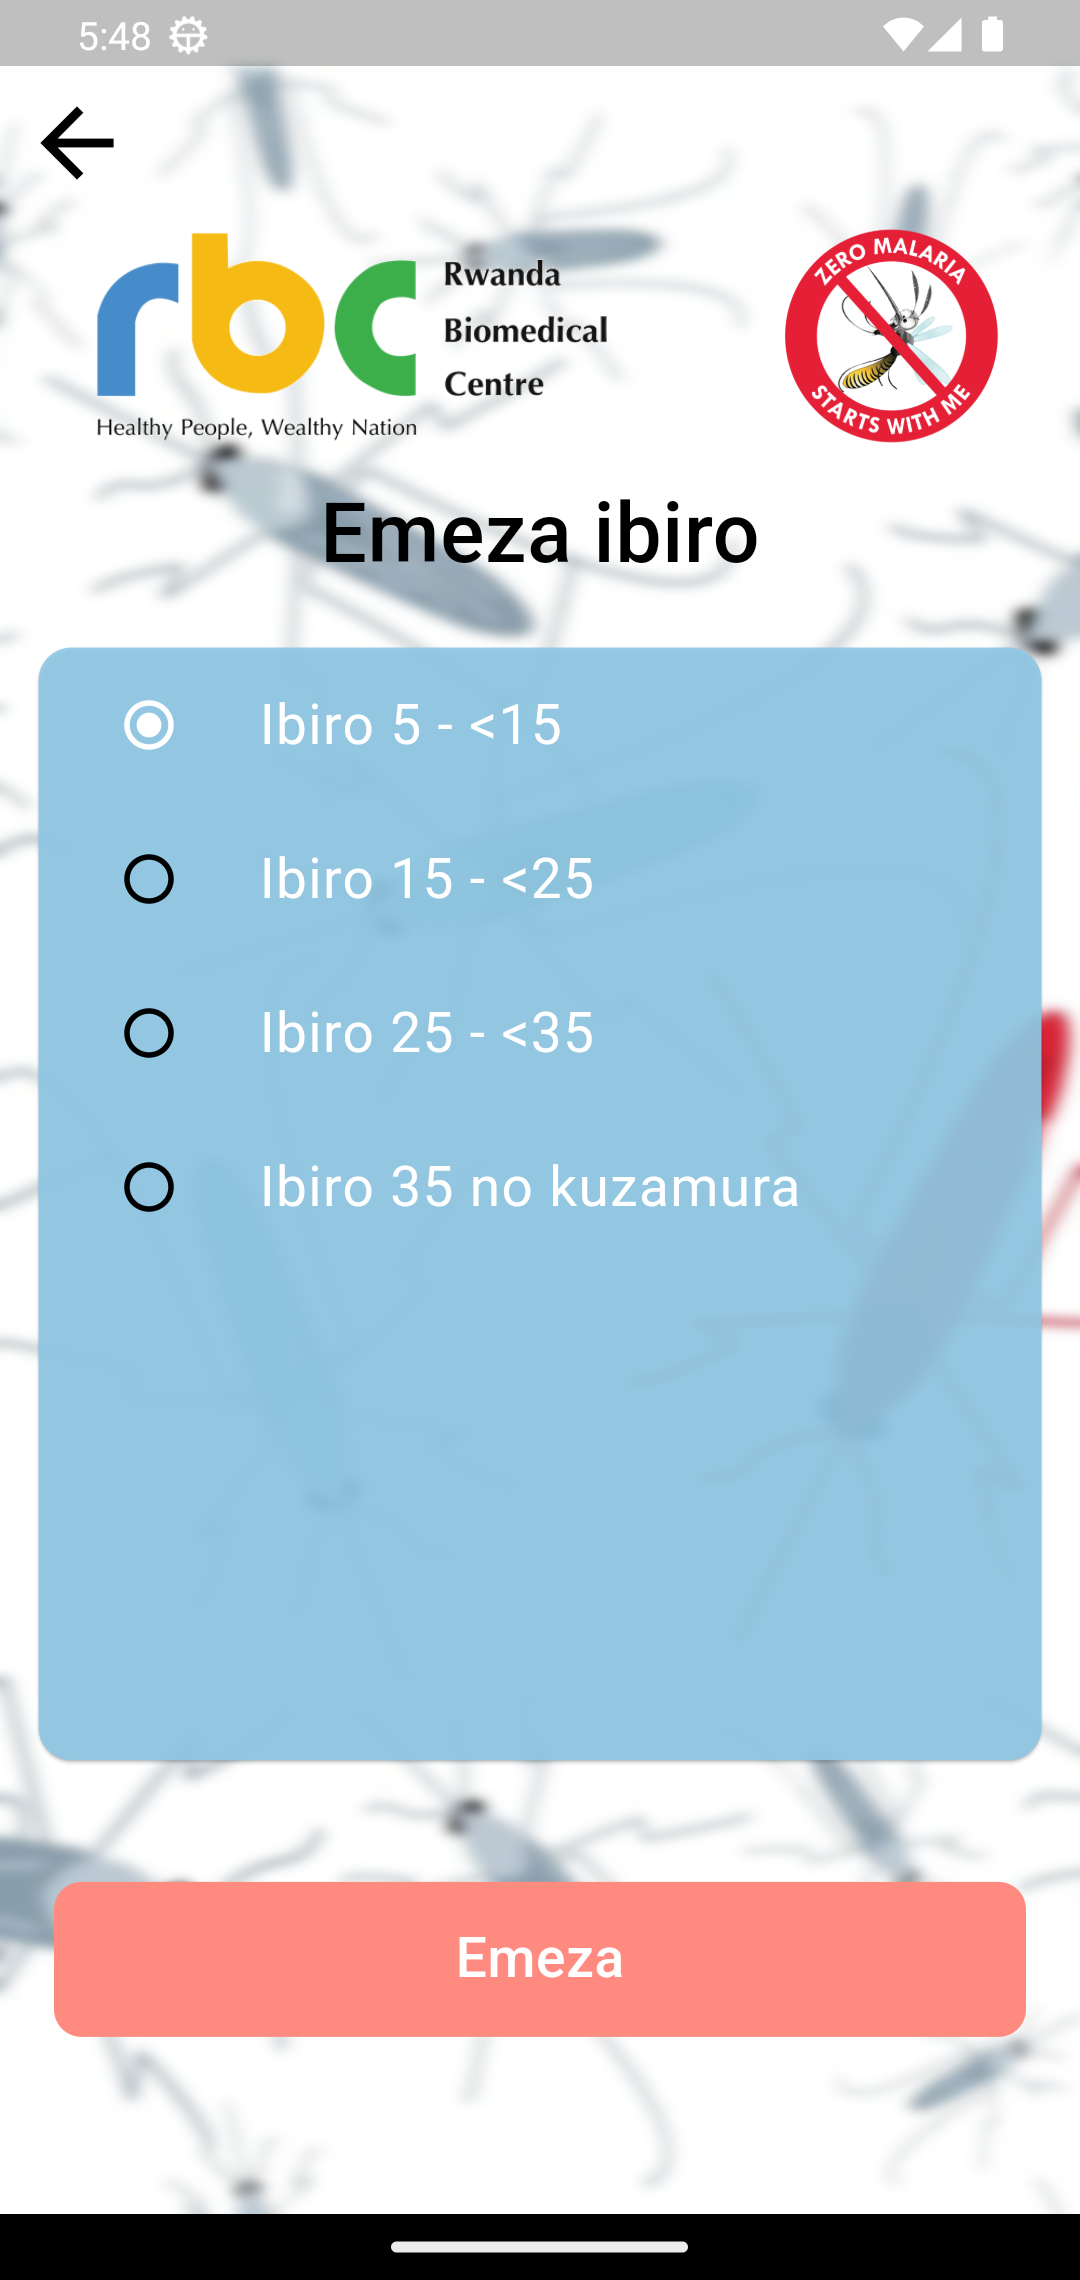 5:48
rbc
Rwanda
Biomedical
Centre
Healthy People, Wealthy Nation
ZERO MALARIA
STARTS WITH ME
Emeza ibiro
Ibiro 5 - <15
Ibiro 15 - <25
Ibiro 25 - <35
Ibiro 35 no kuzamura
Emeza